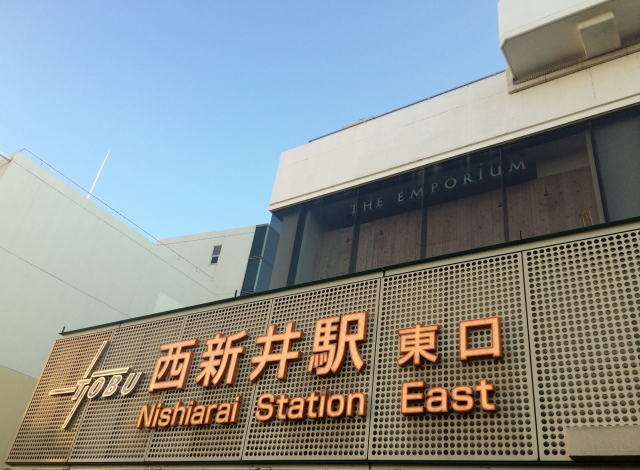 THE EMPORIUM
TOBU
西新井駅 東口
Nishiarai Station East